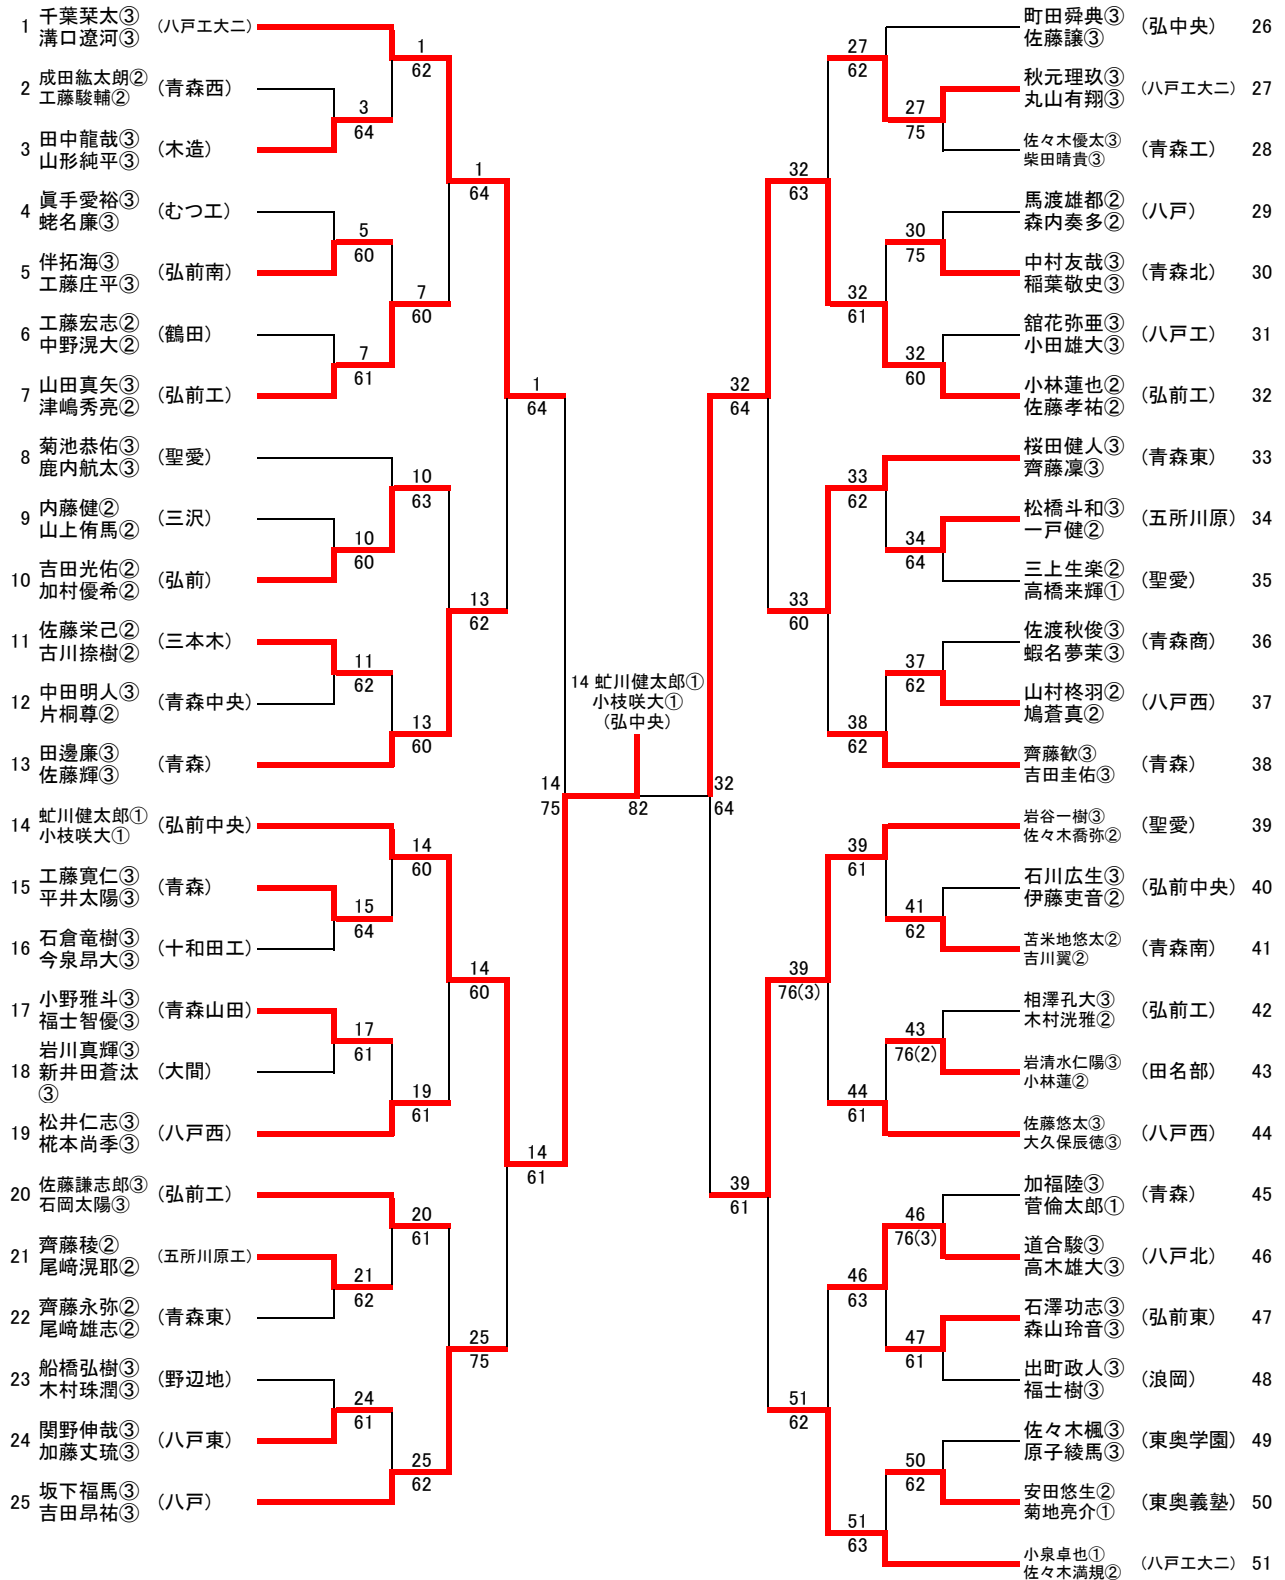 1 千葉栞太③ (八戸工大二)
溝口遼河③
2 成田紘太朗② (青森西)
工藤駿輔②
3 田中龍哉③ (木造)
山形純平③
4 眞手愛裕③ (むつ工)
蛯名廉③
5 伴拓海③ (弘前南)
工藤庄平③
6 工藤宏志② (鶴田)
中野滉大②
7 山田真矢③ (弘前工)
津嶋秀亮②
8 菊池恭佑③ (聖愛)
鹿内航太③
9 内藤健② (三沢)
山上侑馬②
10 吉田光佑② (弘前)
加村優希②
11 佐藤栄己② (三本木)
古川捺樹②
12 中田明人③ (青森中央)
片桐尊②
13 田邊廉③ (青森)
佐藤輝③
14 虻川健太郎① (弘前中央)
小枝咲大①
15 工藤寛仁③ (青森)
平井太陽③
16 石倉竜樹③ (十和田工)
今泉昂大③
17 小野雅斗③ (青森山田)
福士智優③
18 岩川真輝③ (大間)
新井田蒼汰
③
19 松井仁志③ (八戸西)
椛本尚季③
20 佐藤謙志郎③ (弘前工)
石岡太陽③
21 齊藤稜② (五所川原工)
尾﨑滉耶②
22 齊藤永弥② (青森東)
尾﨑雄志②
23 船橋弘樹③ (野辺地)
木村珠潤③
24 関野伸哉③ (八戸東)
加藤丈琉③
25 坂下福馬③ (八戸)
吉田昂祐③
3
64
5
60
7
61
10
60
11
62
15
64
17
61
21
62
24
61
1
62
7
60
10
63
13
60
14
60
19
61
20
61
25
62
1
64
13
62
14
60
25
75
1
64
14
61
14
75
14 虻川健太郎①
小枝咲大①
(弘中央)
82
32
64
32
64
39
61
32
63
33
60
39
76(3)
51
62
27
62
32
61
33
62
38
62
39
61
44
61
46
63
51
63
27
75
30
75
32
60
34
64
37
62
41
62
43
76(2)
46
76(3)
47
61
50
62
町田舜典③ (弘中央) 26
佐藤譲③
秋元理玖③ (八戸工大二) 27
丸山有翔③
佐々木優太③ (青森工) 28
柴田晴貴③
馬渡雄都② (八戸) 29
森内奏多②
中村友哉③ (青森北) 30
稲葉敬史③
舘花弥亜③ (八戸工) 31
小田雄大③
小林蓮也② (弘前工) 32
佐藤孝祐②
桜田健人③ (青森東) 33
齊藤凜③
松橋斗和③ (五所川原) 34
一戸健②
三上生楽② (聖愛) 35
高橋来輝①
佐渡秋俊③ (青森商) 36
蝦名夢茉③
山村柊羽② (八戸西) 37
鳩蒼真②
齊藤歓③ (青森) 38
吉田圭佑③
岩谷一樹③ (聖愛) 39
佐々木喬弥②
石川広生③ (弘前中央) 40
伊藤吏音②
苫米地悠太② (青森南) 41
吉川翼②
相澤孔大③ (弘前工) 42
木村洸雅②
岩清水仁陽③ (田名部) 43
小林蓮②
佐藤悠太③ (八戸西) 44
大久保辰徳③
加福陸③ (青森) 45
菅倫太郎①
道合駿③ (八戸北) 46
高木雄大③
石澤功志③ (弘前東) 47
森山玲音③
出町政人③ (浪岡) 48
福士樹③
佐々木楓③ (東奥学園) 49
原子綾馬③
安田悠生② (東奥義塾) 50
菊地亮介①
小泉卓也① (八戸工大二) 51
佐々木満規②